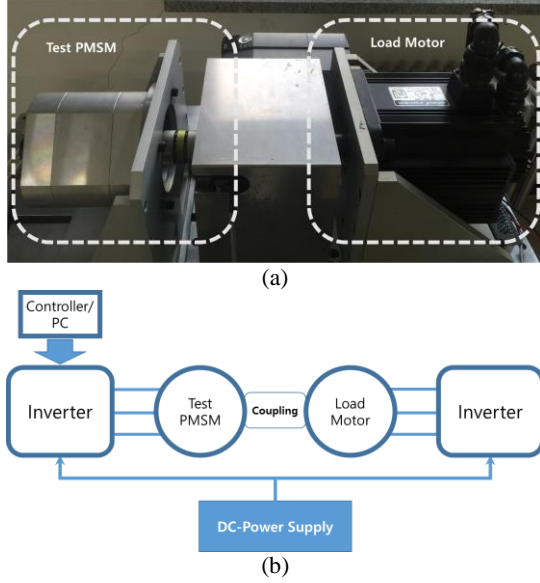 Test PMSM
Load Motor
(a)
Controller/
PC
Inverter
Test
PMSM
Coupling
Load
Motor
Inverter
DC-Power Supply
(b)